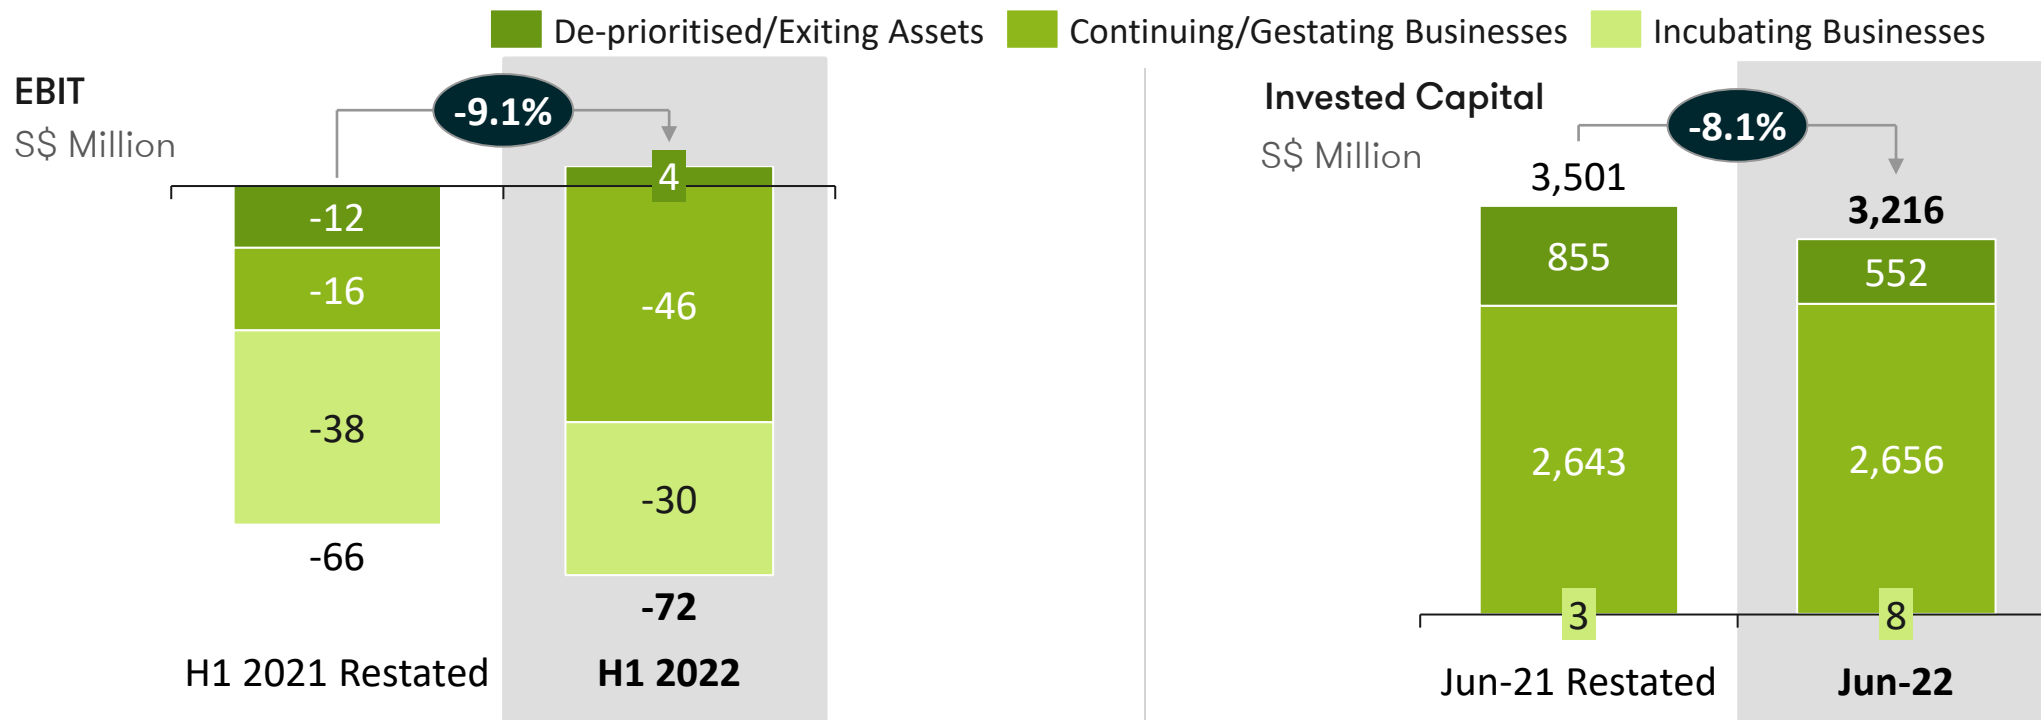 De-prioritised/Exiting Assets Continuing/Gestating Businesses Incubating Businesses
EBIT
S$ Million
-9.1%
4
-12
-16
-46
-38
-30
-66
-72
H1 2021 Restated H1 2022
Invested Capital
S$ Million
-8.1%
3,501
3,216
855
552
2,643 2,656
3 8
Jun-21 Restated Jun-22